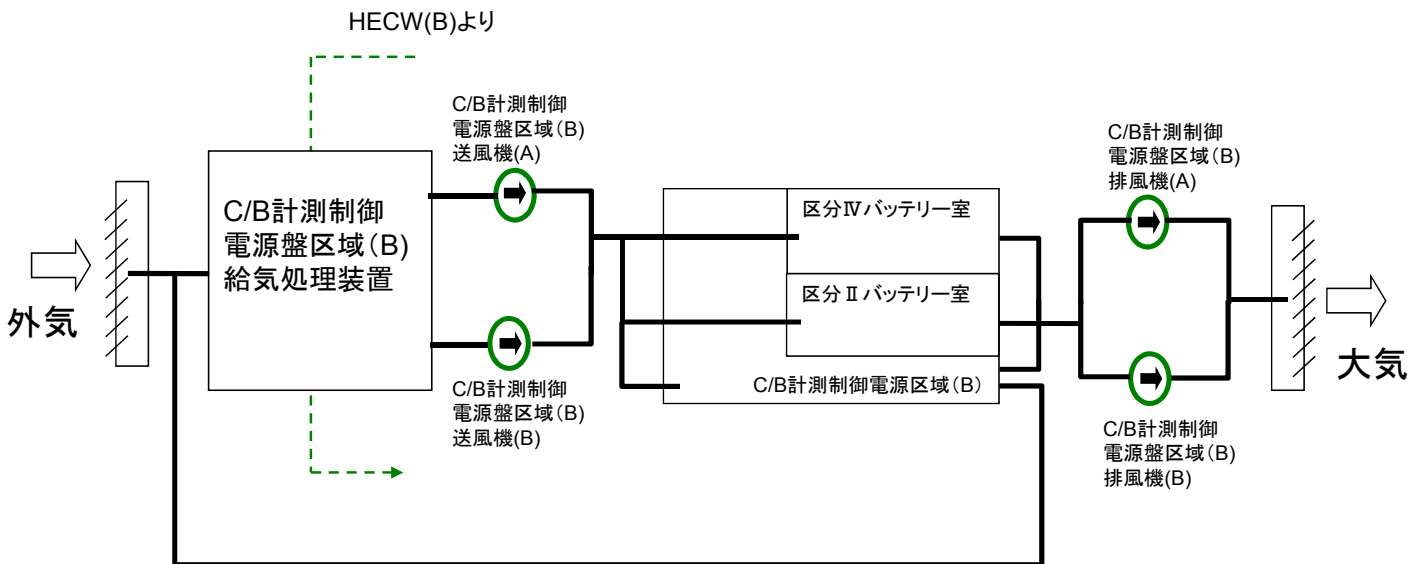 HECW(B)より
C/B計測制御
電源盤区域(B)
送風機(A)
C/B計測制御
電源盤区域(B)
排風機(A)
C/B計測制御
電源盤区域(B)
給気処理装置
区分Ⅳバッテリー室
区分Ⅱバッテリー室
外気
大気
C/B計測制御電源区域(B)
C/B計測制御
電源盤区域(B)
送風機(B)
C/B計測制御
電源盤区域(B)
排風機(B)